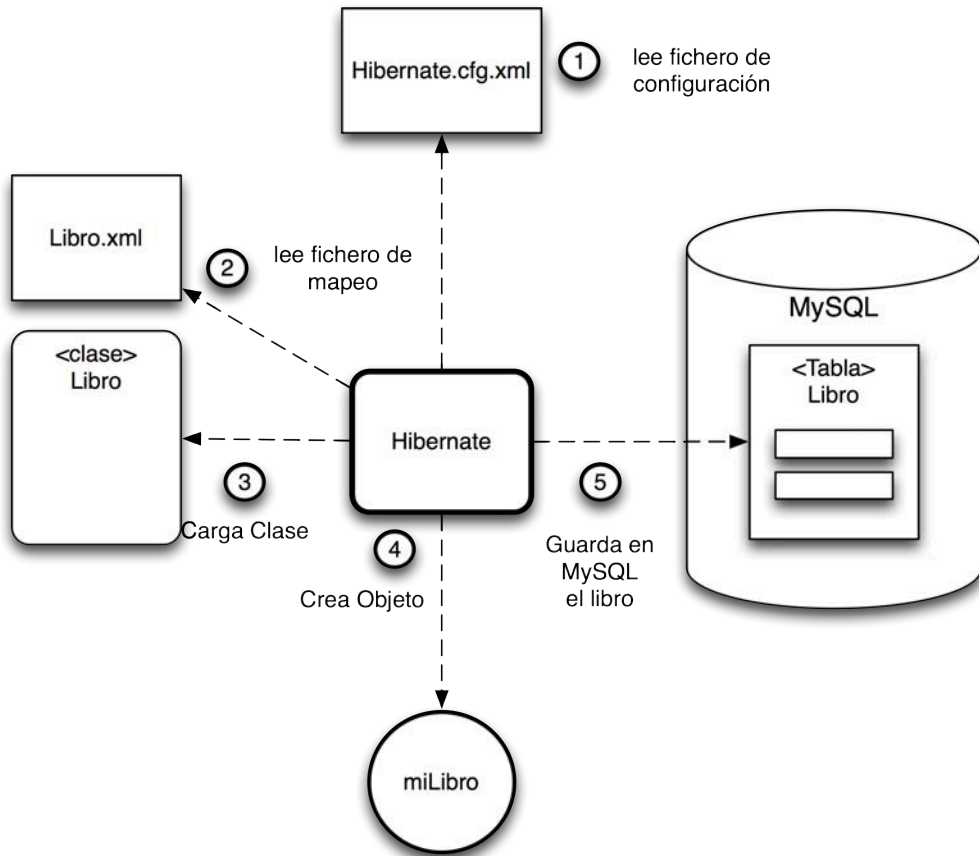 Hibernate.cfg.xml
1
lee fichero de
configuración
Libro.xml
2
lee fichero de
mapeo
MySQL
<clase>
Libro
<Tabla>
Libro
Hibernate
3
Carga Clase
4
Crea Objeto
5
Guarda en
MySQL
el libro
miLibro